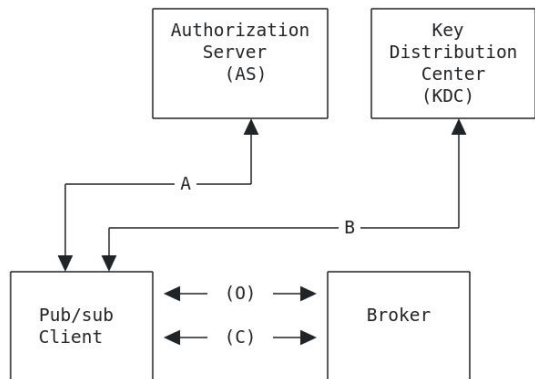 Authorization
Server
(AS)
Key
Distribution
Center
(KDC)
A
B
Pub/sub
Client
(O)
(C)
Broker